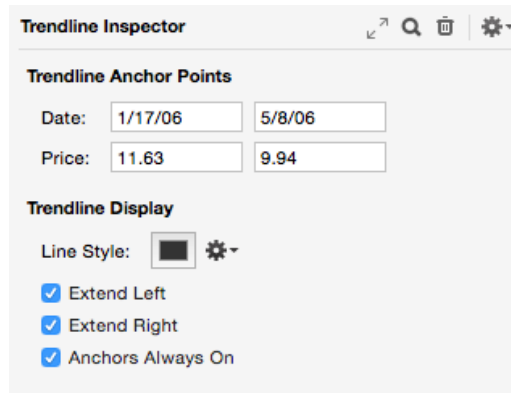 Trendline Inspector
Trendline Anchor Points
Date: 1/17/06 5/8/06
Price: 11.63 9.94
Trendline Display
Line Style:
Extend Left
Extend Right
Anchors Always On